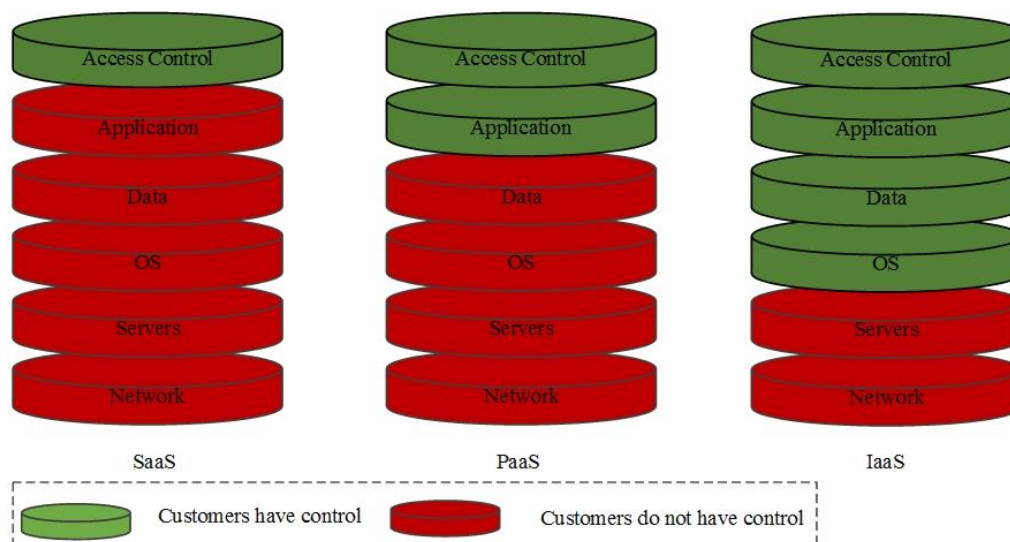 Access Control
Application
Data
OS
Servers
Network
SaaS
Access Control
Application
Data
OS
Servers
Network
PaaS
Access Control
Application
Data
OS
Servers
Network
IaaS
Customers have control
Customers do not have control